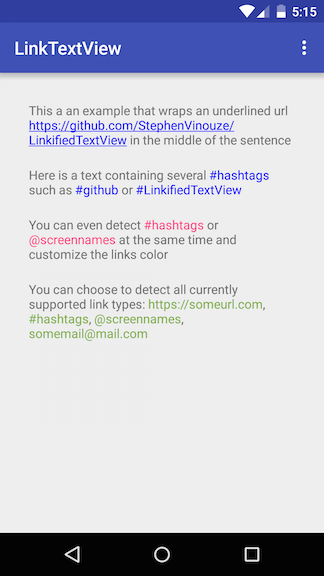 5:15
LinkTextView
This a an example that wraps an underlined url
https://github.com/StephenVinouze/
LinkifiedTextView in the middle of the sentence
Here is a text containing several #hashtags
such as #github or #LinkifiedTextView
You can even detect #hashtags or
@screennames at the same time and
customize the links color
You can choose to detect all currently
supported link types: https://someurl.com,
#hashtags, @screennames,
somemail@mail.com